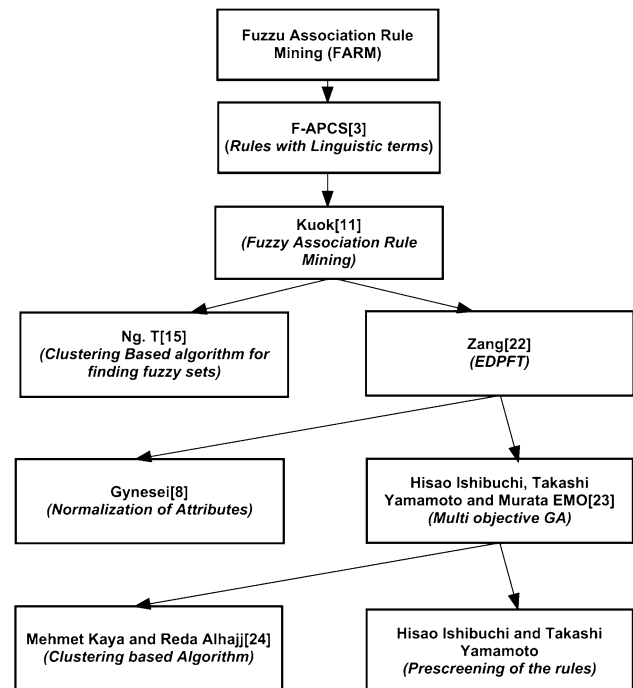 Fuzzu Association Rule
Mining (FARM)
F-APCS[3]
(Rules with Linguistic terms)
Kuok[11]
(Fuzzy Association Rule
Mining)
Ng. T[15]
(Clustering Based algorithm for
finding fuzzy sets)
Zang[22]
(EDPFT)
Gynesei[8]
(Normalization of Attributes)
Hisao Ishibuchi, Takashi
Yamamoto and Murata EMO[23]
(Multi objective GA)
Mehmet Kaya and Reda Alhajj[24]
(Clustering based Algorithm)
Hisao Ishibuchi and Takashi
Yamamoto
(Prescreening of the rules)